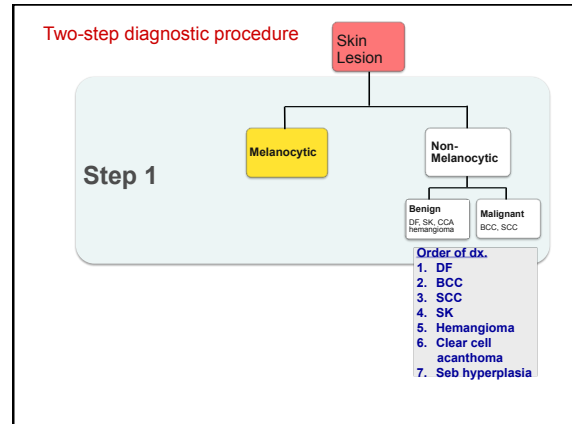 Two-step diagnostic procedure
Skin
Lesion
Step 1
Melanocytic
Non-
Melanocytic
Benign
DF, SK, CCA
hemangioma
Malignant
BCC, SCC
Order of dx.
1. DF
2. BCC
3. SCC
4. SK
5. Hemangioma
6. Clear cell
acanthoma
7. Seb hyperplasia